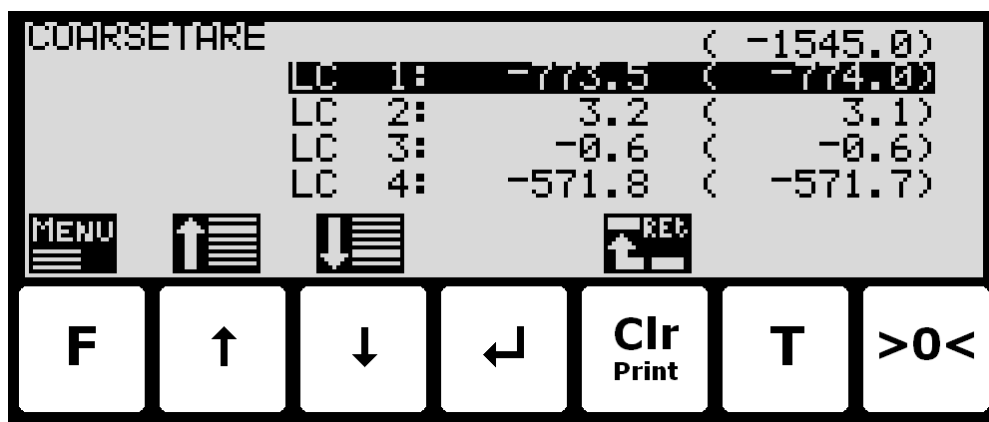 COARSETARE
( -1545.0)
LC 1: -773.5 ( -774.0)
LC 2: 3.2 ( 3.1)
LC 3: -0.6 ( -0.6)
LC 4: -571.8 ( -571.7)
MENU REt
F ↑ ↓ ↵ Clr T >0<
Print